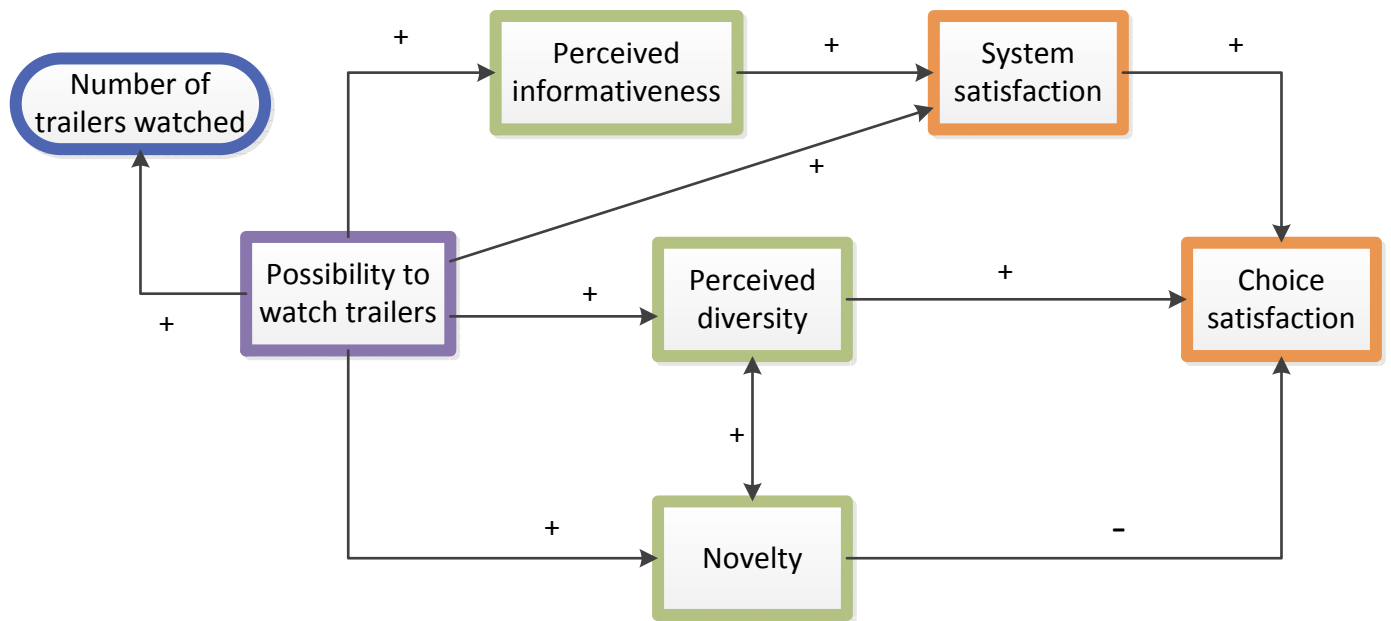 +
Perceived
informativeness
+
System
satisfaction
+
Number of
trailers watched
+
Possibility to
watch trailers
+
+
Perceived
diversity
+
Choice
satisfaction
+
+
Novelty
-